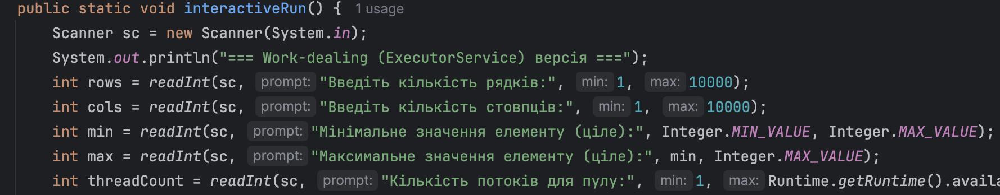 public static void interactiveRun() { 1 usage
Scanner sc = new Scanner(System.in);
System.out.println("=== Work-dealing (ExecutorService) версія ===");
int rows = readInt(sc, prompt: "Введіть кількість рядків:", min: 1, max: 10000);
int cols = readInt(sc, prompt: "Введіть кількість стовпців:", min: 1, max: 10000);
int min = readInt(sc, prompt: "Мінімальне значення елементу (ціле):", Integer.MIN_VALUE, Integer.MAX_VALUE);
int max = readInt(sc, prompt: "Максимальне значення елементу (ціле):", min, Integer.MAX_VALUE);
int threadCount = readInt(sc, prompt: "Кількість потоків для пулу:", min: 1, max: Runtime.getRuntime().